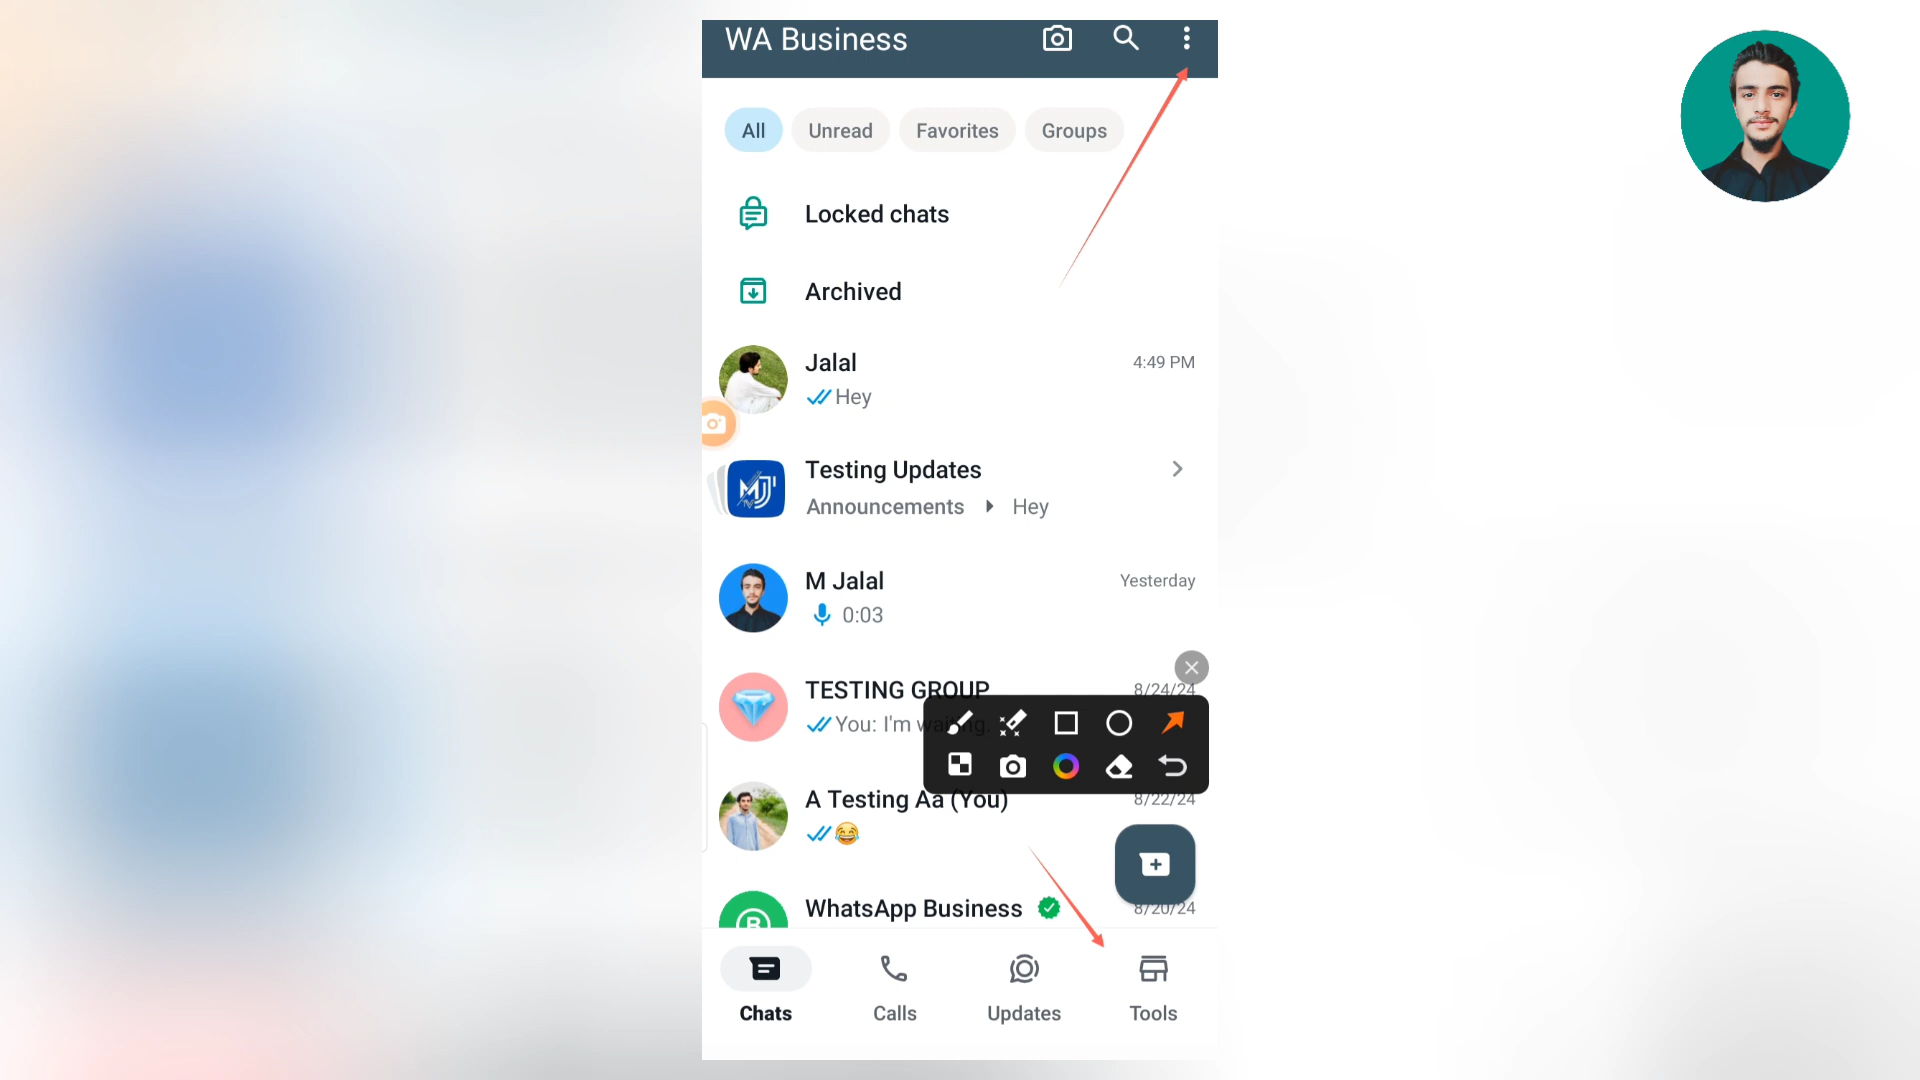 WA Business
All Unread Favorites Groups
Locked chats
Archived
Jalal 4:49 PM
Hey
Testing Updates
Announcements Hey
M Jalal Yesterday
0:03
TESTING GROUP 8/24/24
You: I'm waiting.
A Testing Aa (You) 8/22/24
😂
WhatsApp Business 8/20/24
Chats Calls Updates Tools